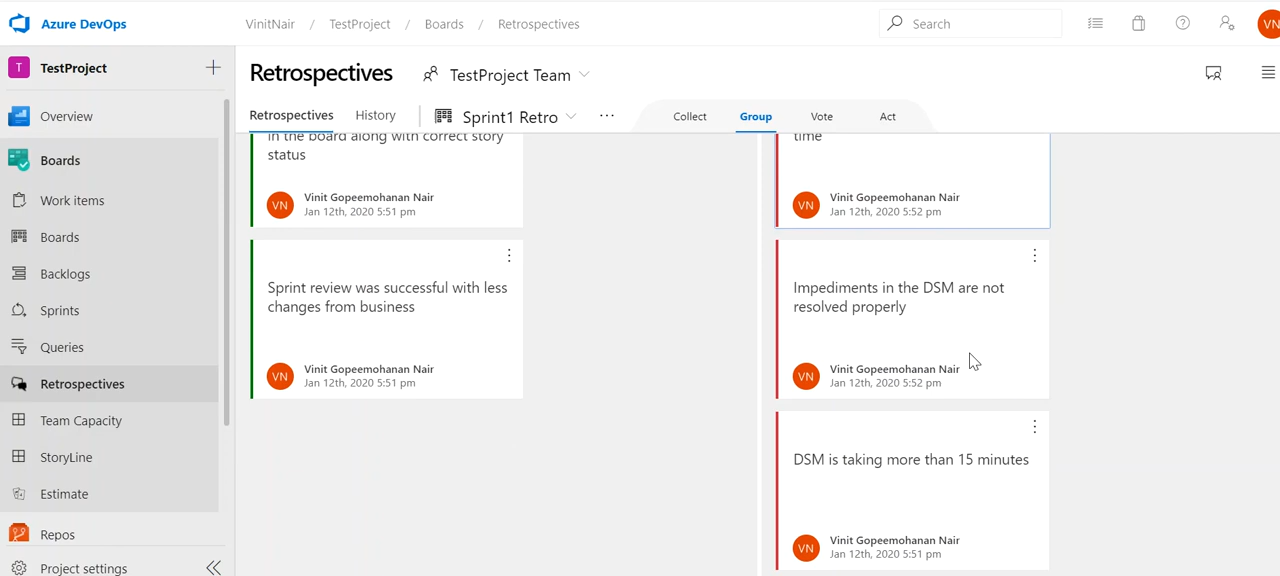 Azure DevOps
VinitNair / TestProject / Boards / Retrospectives
Search
VN
T TestProject
Retrospectives
TestProject Team
Retrospectives History
Sprint1 Retro
Collect Group Vote Act
Overview
Boards
Work items
Boards
Backlogs
Sprints
Queries
Retrospectives
Team Capacity
StoryLine
Estimate
Repos
Project settings
in the board along with correct story
status
VN Vinit Gopeemohanan Nair
Jan 12th, 2020 5:51 pm
Sprint review was successful with less
changes from business
VN Vinit Gopeemohanan Nair
Jan 12th, 2020 5:51 pm
time
VN Vinit Gopeemohanan Nair
Jan 12th, 2020 5:52 pm
Impediments in the DSM are not
resolved properly
VN Vinit Gopeemohanan Nair
Jan 12th, 2020 5:52 pm
DSM is taking more than 15 minutes
VN Vinit Gopeemohanan Nair
Jan 12th, 2020 5:51 pm